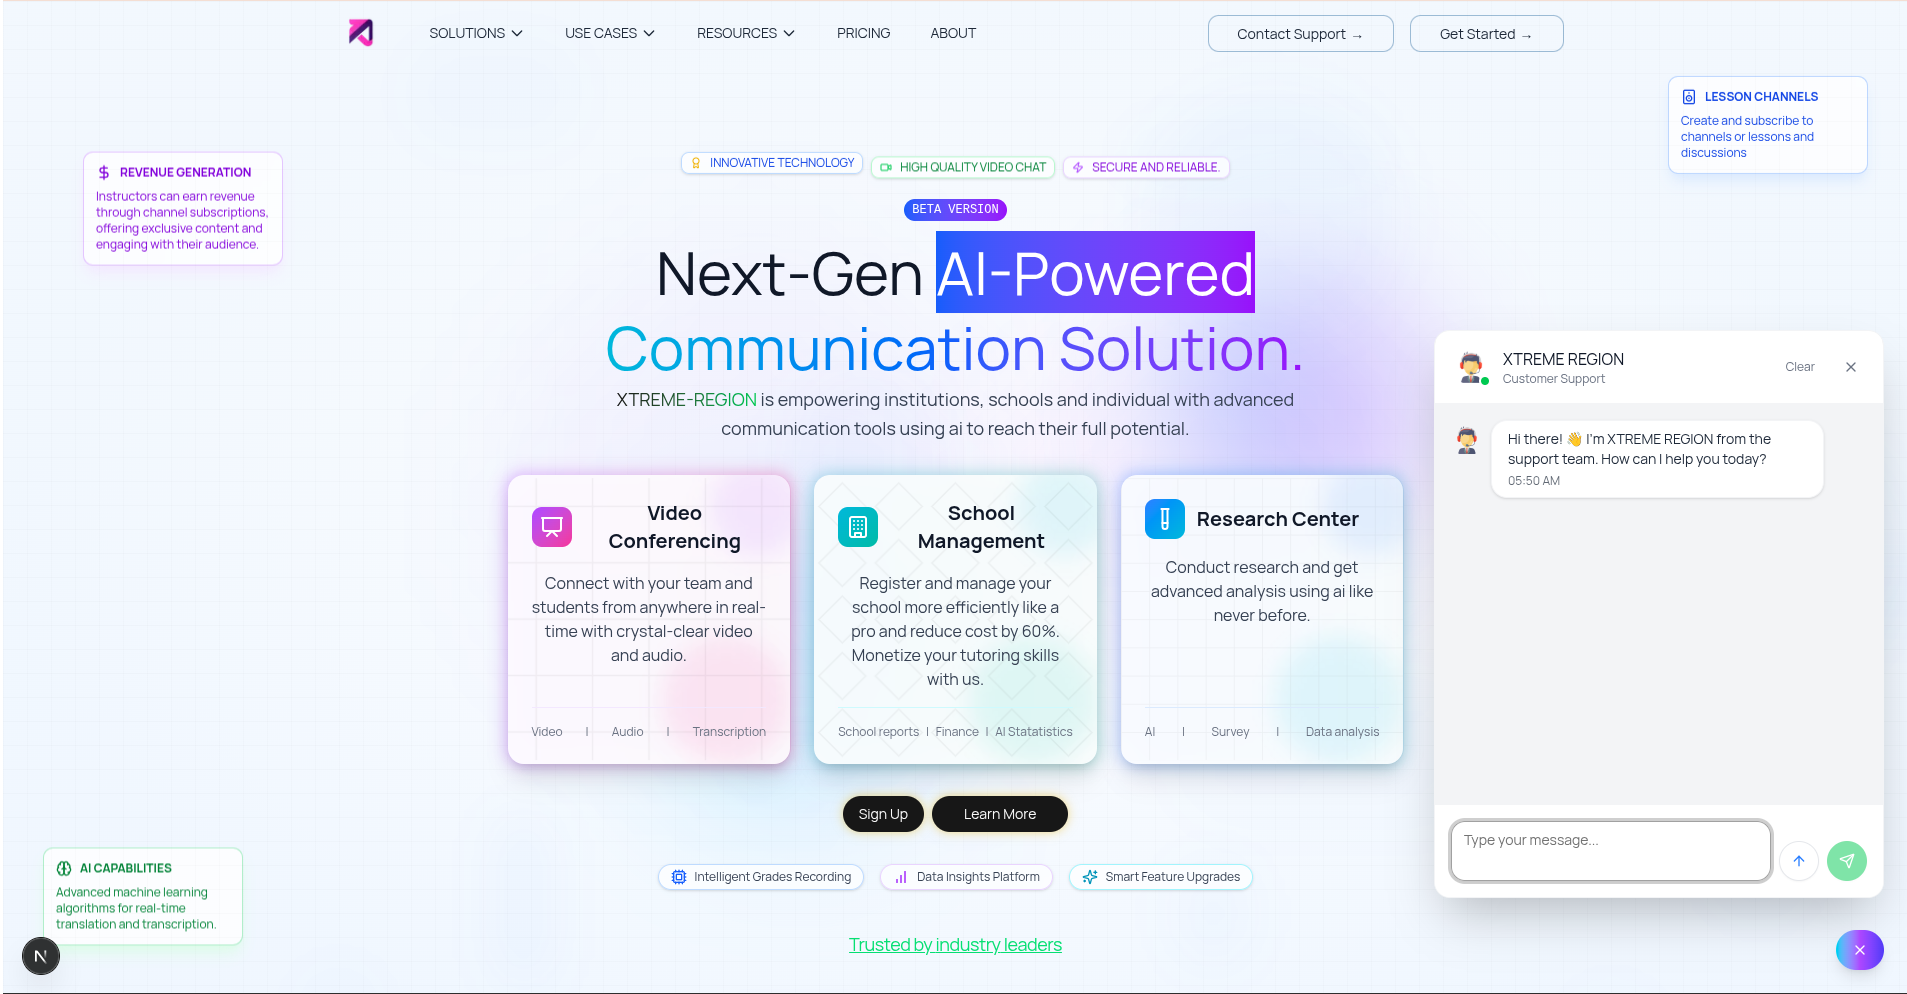 SOLUTIONS
USE CASES
RESOURCES
PRICING
ABOUT
Contact Support →
Get Started →
LESSON CHANNELS
Create and subscribe to
channels or lessons and
discussions
REVENUE GENERATION
Instructors can earn revenue
through channel subscriptions,
offering exclusive content and
engaging with their audience.
INNOVATIVE TECHNOLOGY
HIGH QUALITY VIDEO CHAT
SECURE AND RELIABLE.
BETA VERSION
Next-Gen AI-Powered
Communication Solution.
XTREME-REGION is empowering institutions, schools and individual with advanced
communication tools using ai to reach their full potential.
Video
Conferencing
Connect with your team and
students from anywhere in real-
time with crystal-clear video
and audio.
Video | Audio | Transcription
School
Management
Register and manage your
school more efficiently like a
pro and reduce cost by 60%.
Monetize your tutoring skills
with us.
School reports | Finance | AI Statatistics
Research Center
Conduct research and get
advanced analysis using ai like
never before.
AI | Survey | Data analysis
Sign Up
Learn More
Intelligent Grades Recording
Data Insights Platform
Smart Feature Upgrades
Trusted by industry leaders
AI CAPABILITIES
Advanced machine learning
algorithms for real-time
translation and transcription.
N
XTREME REGION
Customer Support
Clear
Hi there! 👋 I'm XTREME REGION from the
support team. How can I help you today?
05:50 AM
Type your message...